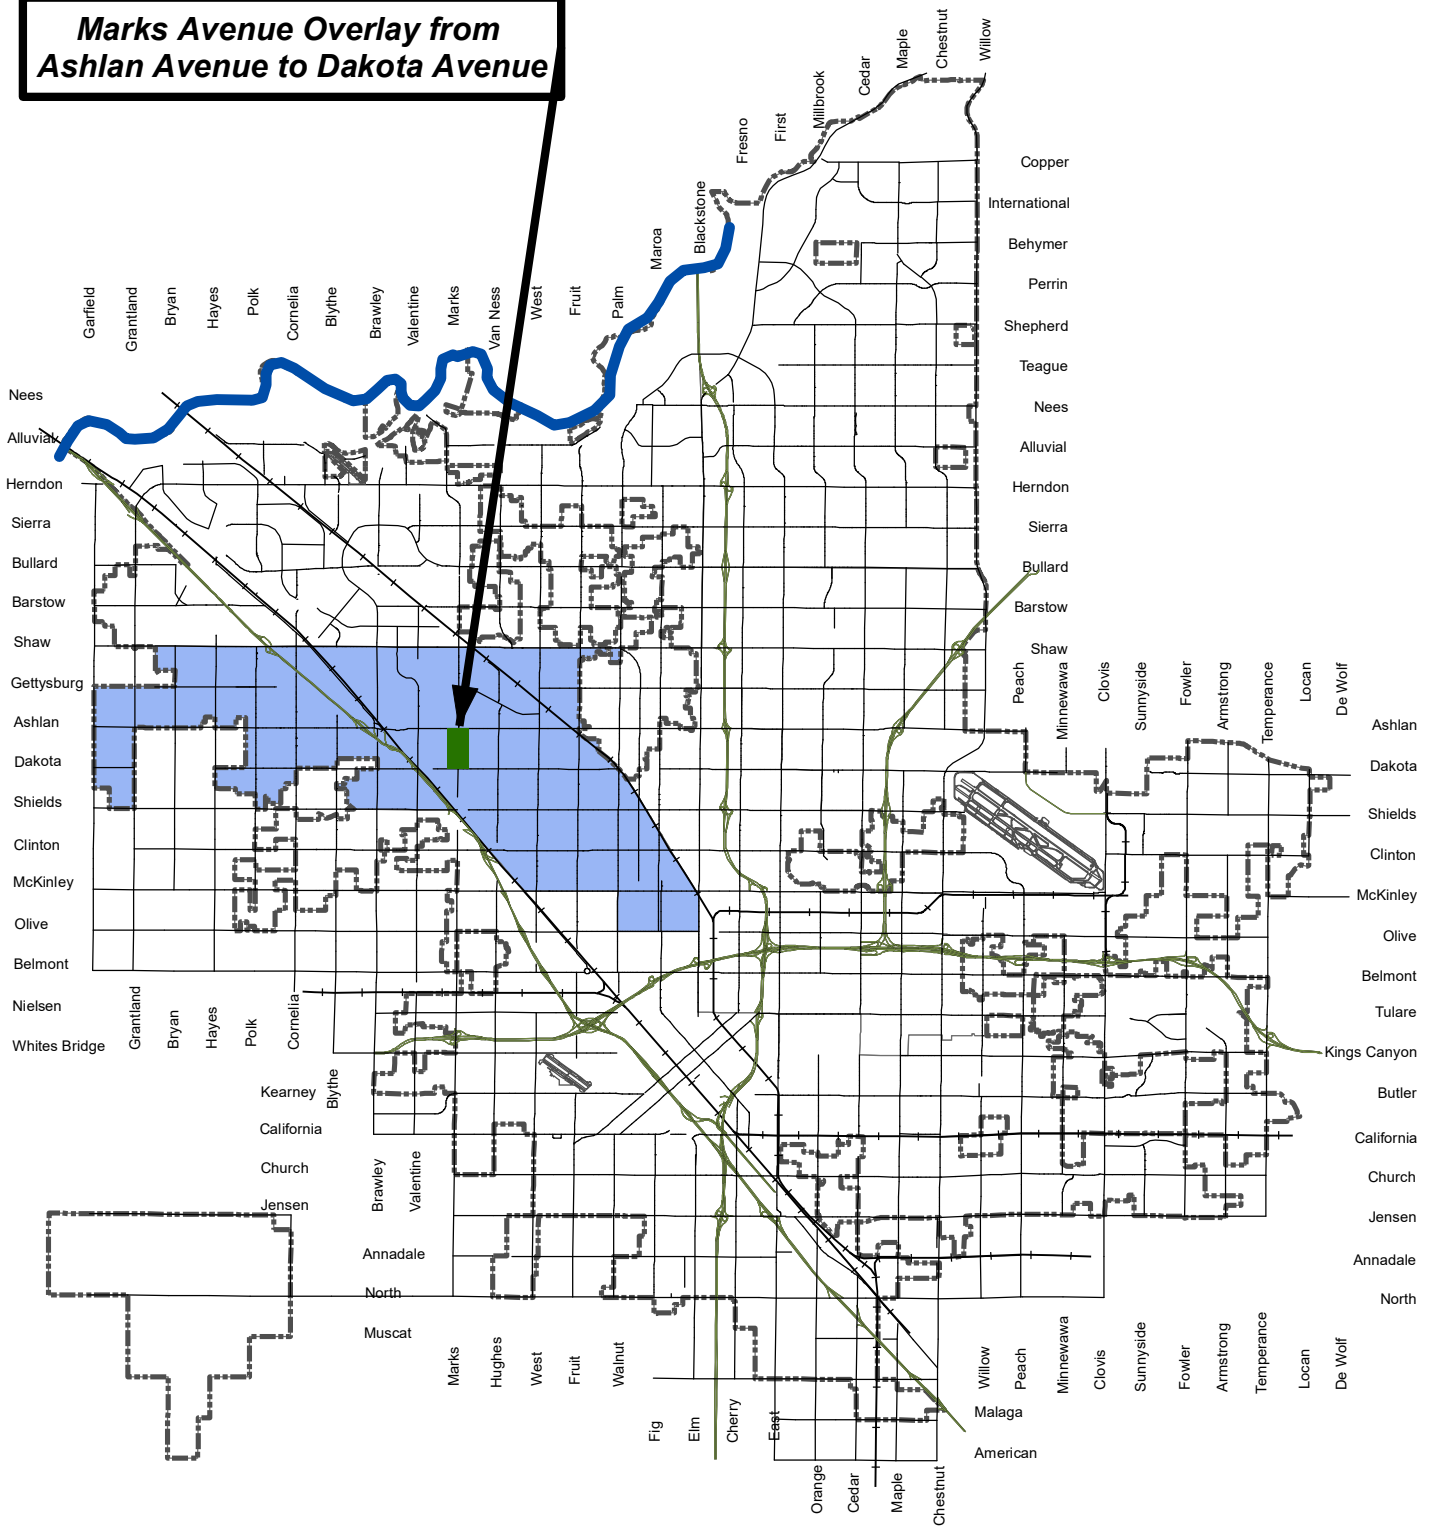 Marks Avenue Overlay from
Ashlan Avenue to Dakota Avenue
Fresno
First
Millbrook
Cedar
Maple
Chestnut
Willow
Garfield
Grantland
Bryan
Hayes
Polk
Cornelia
Blythe
Brawley
Valentine
Marks
Van Ness
West
Fruit
Palm
Maroa
Blackstone
Copper
International
Behymer
Perrin
Shepherd
Teague
Nees
Alluvial
Herndon
Sierra
Bullard
Barstow
Shaw
Nees
Alluvial
Herndon
Sierra
Bullard
Barstow
Shaw
Gettysburg
Ashlan
Dakota
Shields
Clinton
McKinley
Olive
Belmont
Nielsen
Whites Bridge
Peach
Minnewawa
Clovis
Sunnyside
Fowler
Armstrong
Temperance
Locan
De Wolf
Ashlan
Dakota
Shields
Clinton
McKinley
Olive
Belmont
Tulare
Kings Canyon
Butler
California
Church
Jensen
Annadale
North
Grantland
Bryan
Hayes
Polk
Cornelia
Blythe
Kearney
California
Church
Jensen
Brawley
Valentine
Annadale
North
Muscat
Marks
Hughes
West
Fruit
Walnut
Fig
Elm
Cherry
East
Orange
Cedar
Maple
Chestnut
Willow
Peach
Minnewawa
Clovis
Sunnyside
Fowler
Armstrong
Temperance
Locan
De Wolf
Malaga
American